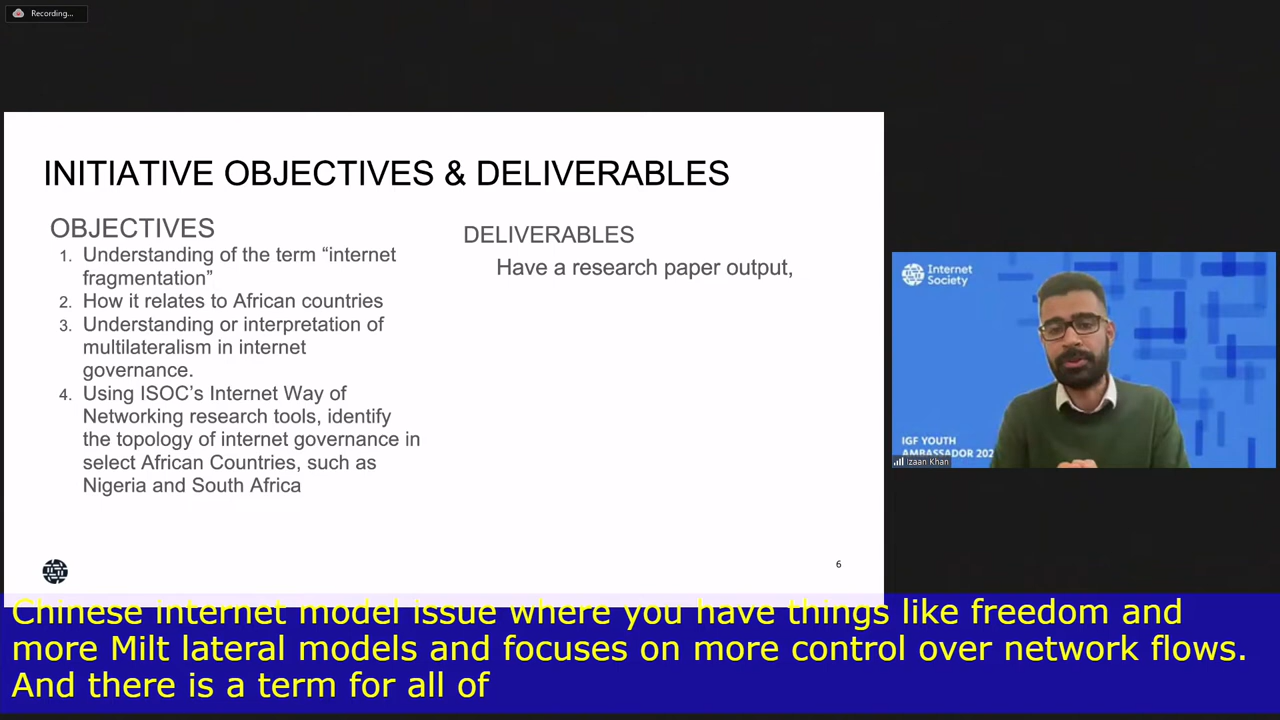 Recording...
INITIATIVE OBJECTIVES & DELIVERABLES
OBJECTIVES
1. Understanding of the term “internet
fragmentation”
2. How it relates to African countries
3. Understanding or interpretation of
multilateralism in internet
governance.
4. Using ISOC’s Internet Way of
Networking research tools, identify
the topology of internet governance in
select African Countries, such as
Nigeria and South Africa
DELIVERABLES
Have a research paper output,
6
Internet
Society
IGF YOUTH
AMBASSADOR 202
Izaan Khan
Chinese internet model issue where you have things like freedom and
more Milt lateral models and focuses on more control over network flows.
And there is a term for all of